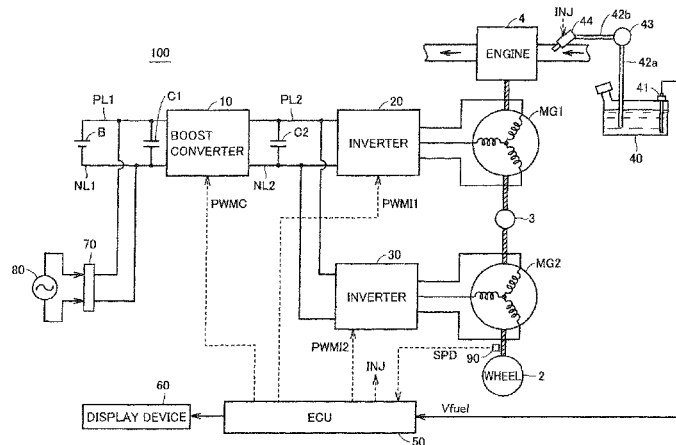 100
4
ENGINE
INJ
44
42b
43
42a
41
40
PL1
C1
B
NL1
10
BOOST
CONVERTER
PL2
C2
NL2
20
INVERTER
MG1
PWMC
PWMI1
3
80
70
30
INVERTER
MG2
PWMI2
INJ
SPD
90
WHEEL
2
60
DISPLAY DEVICE
ECU
50
Vfuel